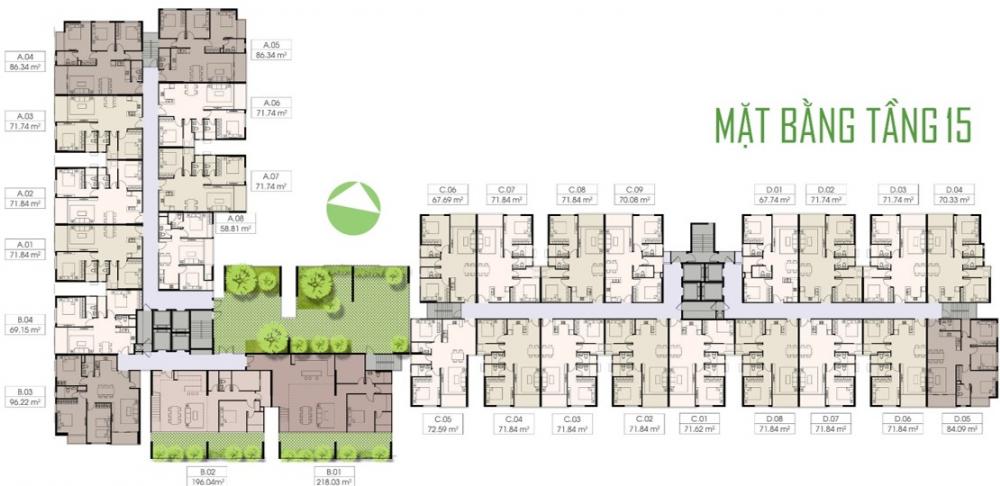 MẶT BẰNG TẦNG 15
A.04
86.34 m²
A.05
86.34 m²
A.03
71.74 m²
A.06
71.74 m²
A.02
71.84 m²
A.07
71.74 m²
A.01
71.84 m²
A.08
58.81 m²
B.04
69.15 m²
B.03
96.22 m²
B.02
196.04m²
B.01
218.03 m²
C.06
67.69 m²
C.07
71.84 m²
C.08
71.84 m²
C.09
70.08 m²
D.01
67.74 m²
D.02
71.74 m²
D.03
71.74 m²
D.04
70.33 m²
C.05
72.59 m²
C.04
71.84 m²
C.03
71.84 m²
C.02
71.84 m²
C.01
71.62 m²
D.08
71.84 m²
D.07
71.84 m²
D.06
71.84 m²
D.05
84.09 m²